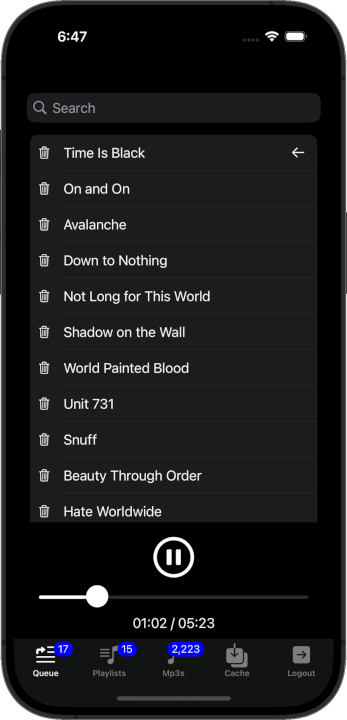 6:47
Search
Time Is Black
On and On
Avalanche
Down to Nothing
Not Long for This World
Shadow on the Wall
World Painted Blood
Unit 731
Snuff
Beauty Through Order
Hate Worldwide
01:02 / 05:23
17 15 2,223
Queue Playlists Mp3s Cache Logout